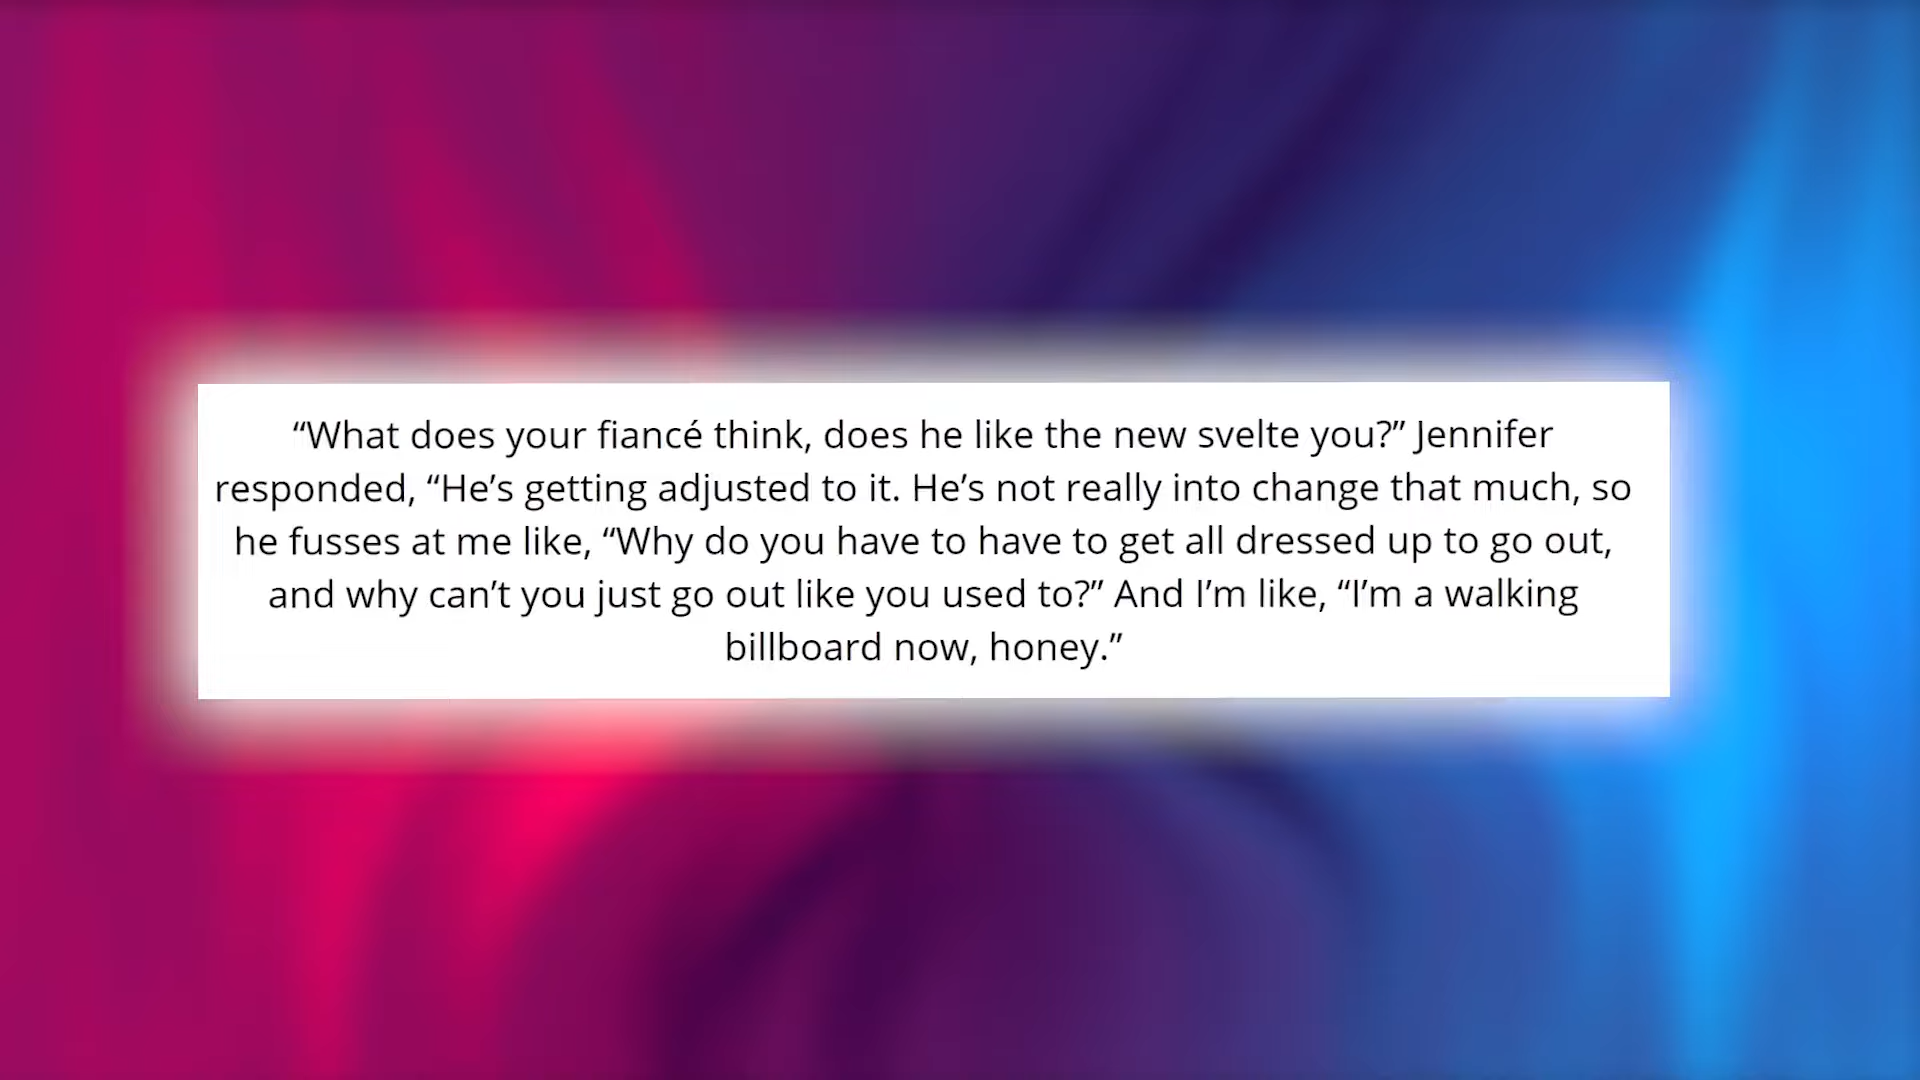 “What does your fiancé think, does he like the new svelte you?” Jennifer
responded, “He’s getting adjusted to it. He’s not really into change that much, so
he fusses at me like, “Why do you have to have to get all dressed up to go out,
and why can’t you just go out like you used to?” And I’m like, “I’m a walking
billboard now, honey.”